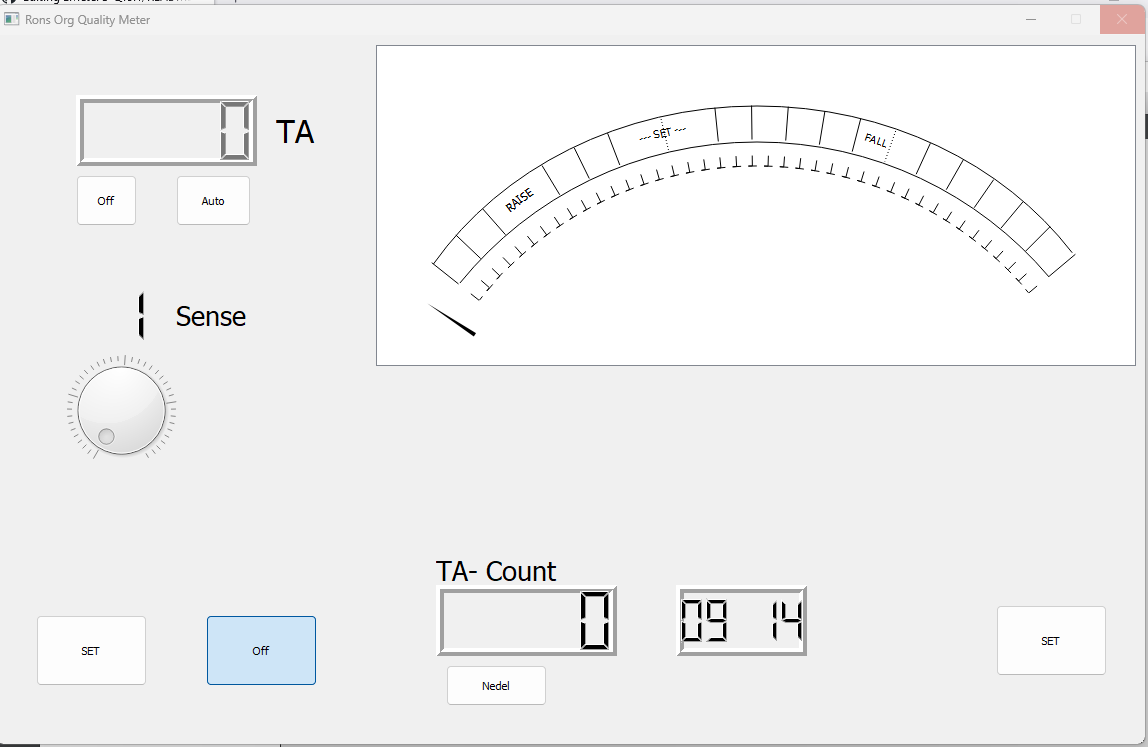 Rons Org Quality Meter
0
TA
Off
Auto
--- SET ---
FALL
RAISE
1
Sense
TA- Count
0
09 14
SET
Off
Nedel
SET